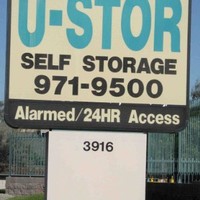 U-STOR
SELF STORAGE
971-9500
Alarmed/24HR Access
3916